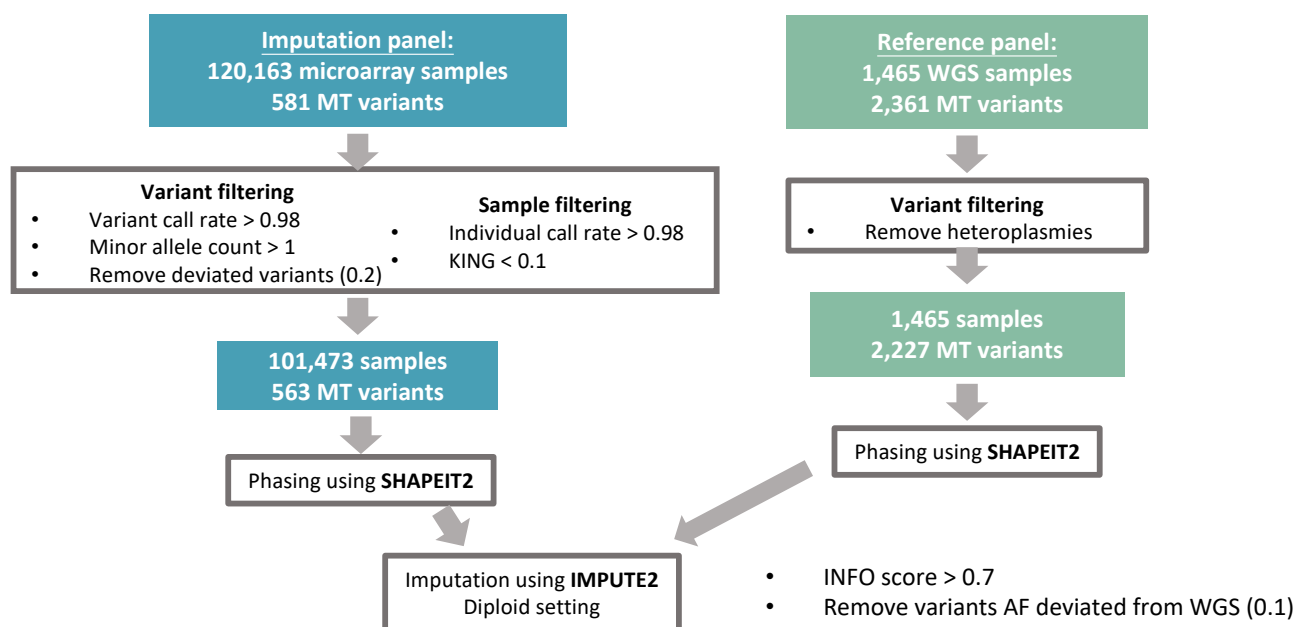 Imputation panel:
120,163 microarray samples
581 MT variants
Reference panel:
1,465 WGS samples
2,361 MT variants
Variant filtering
• Variant call rate > 0.98
• Minor allele count > 1
• Remove deviated variants (0.2)
Sample filtering
• Individual call rate > 0.98
• KING < 0.1
Variant filtering
• Remove heteroplasmies
101,473 samples
563 MT variants
1,465 samples
2,227 MT variants
Phasing using SHAPEIT2
Phasing using SHAPEIT2
Imputation using IMPUTE2
Diploid setting
• INFO score > 0.7
• Remove variants AF deviated from WGS (0.1)